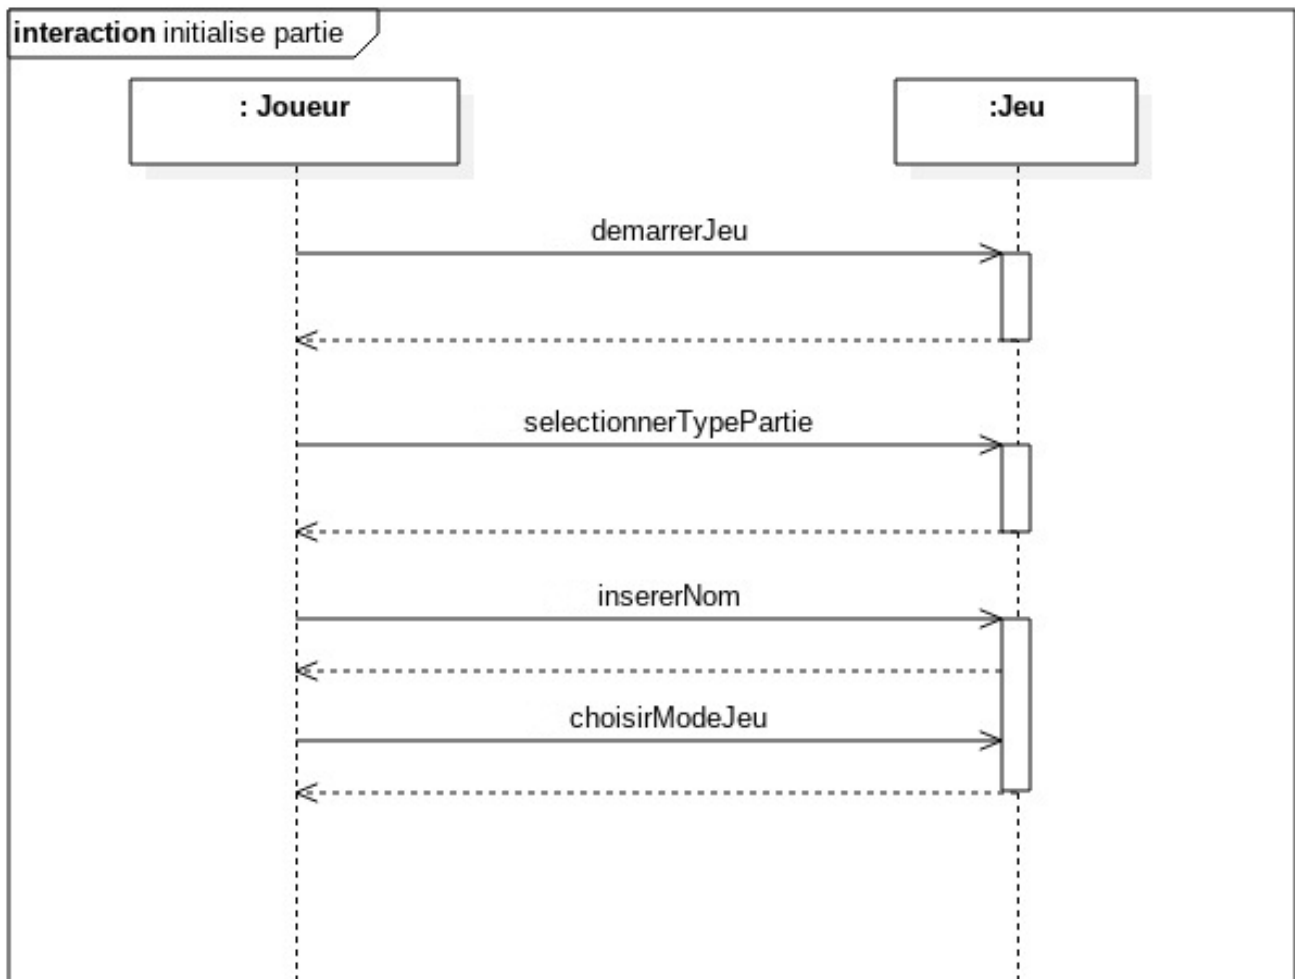 interaction initialise partie
: Joueur
:Jeu
demarrerJeu
selectionnerTypePartie
insererNom
choisirModeJeu